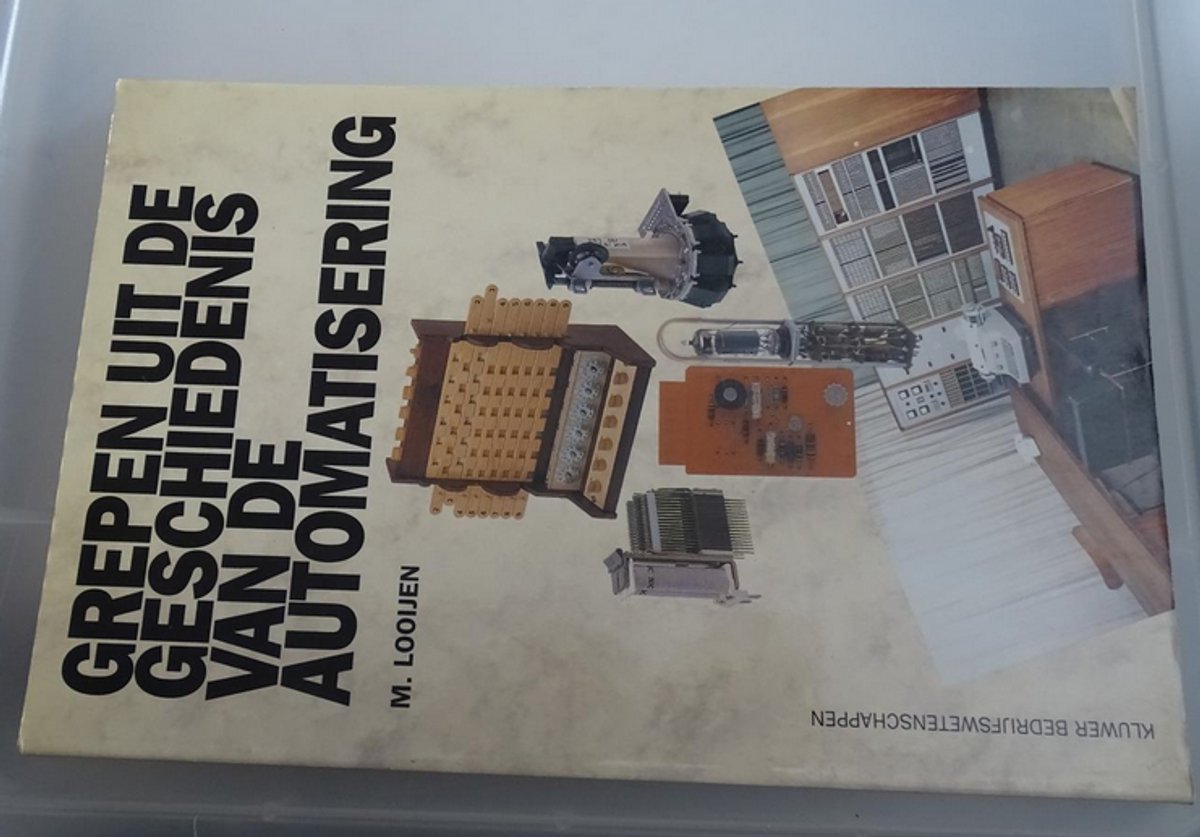 GREPEN UIT DE
GESCHIEDENIS
VAN DE
AUTOMATISERING
M. LOOIJEN
KLUWER BEDRIJFSWETENSCHAPPEN